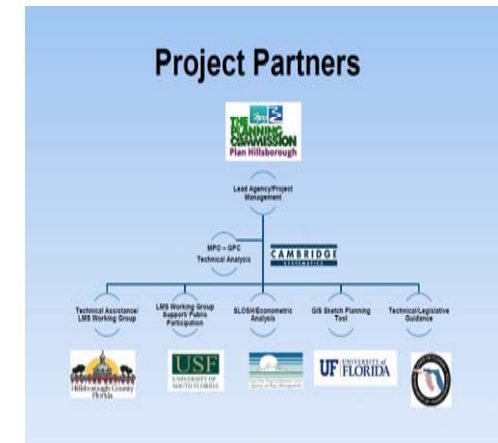 Project Partners
THE
PLANNING
COMMISSION
Plan Hillsborough
Lead Agency/Project
Management
MPO – GPC
Technical Analysis
CAMBRIDGE
SYSTEMATICS
Technical Assistance/
LMS Working Group
LMS Working Group
Support/ Public
Participation
SLOSH/Econometric
Analysis
GIS Sketch Planning
Tool
Technical/Legislative
Guidance
Hillsborough County
Florida
USF
UNIVERSITY OF
SOUTH FLORIDA
UF UNIVERSITY of
FLORIDA